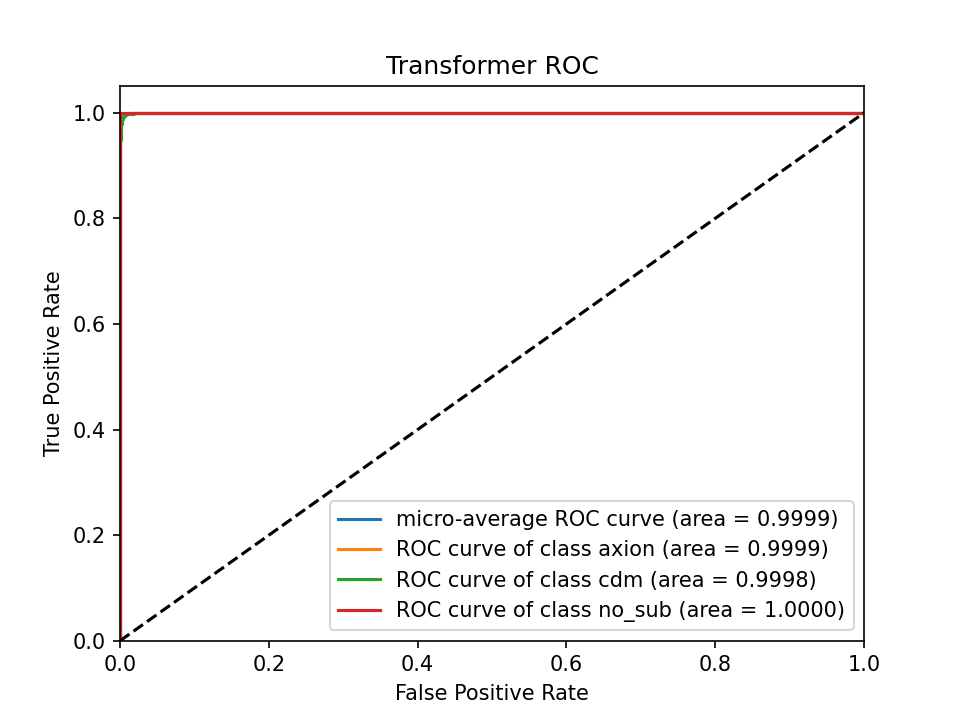 Transformer ROC
True Positive Rate
1.0
0.8
0.6
0.4
0.2
0.0
micro-average ROC curve (area = 0.9999)
ROC curve of class axion (area = 0.9999)
ROC curve of class cdm (area = 0.9998)
ROC curve of class no_sub (area = 1.0000)
0.0 0.2 0.4 0.6 0.8 1.0
False Positive Rate